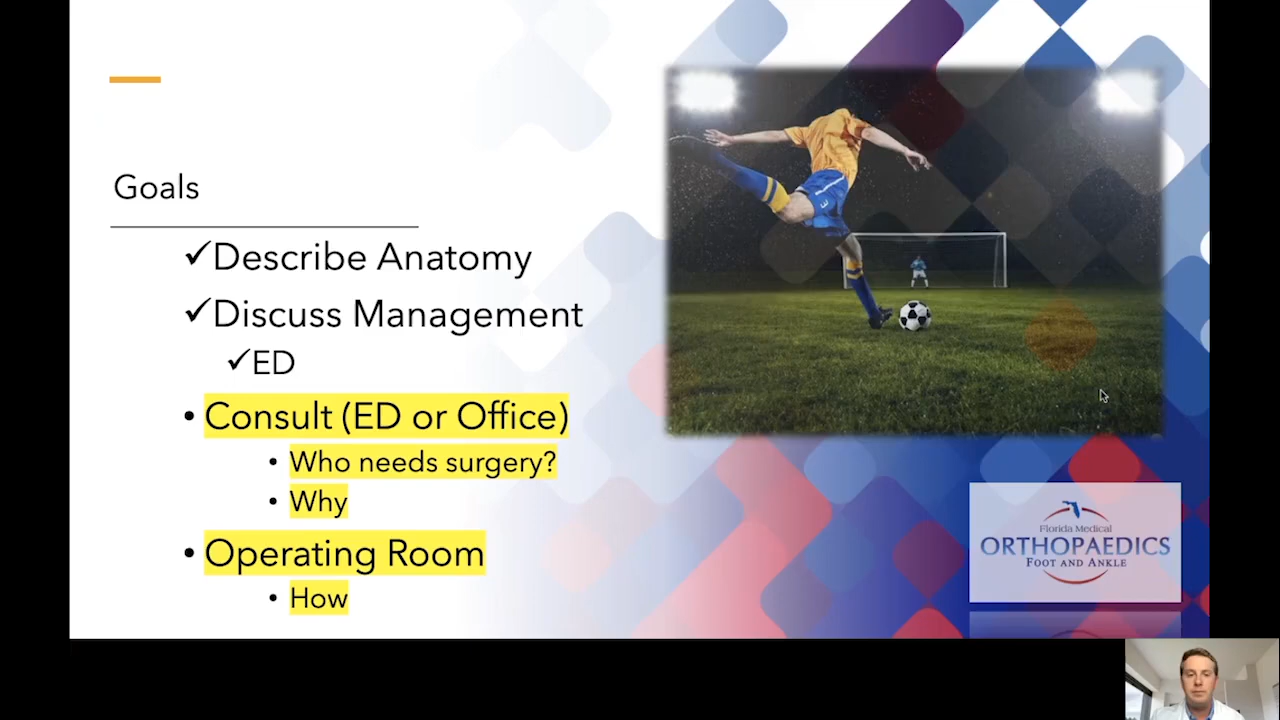 Goals
✓Describe Anatomy
✓Discuss Management
✓ED
• Consult (ED or Office)
• Who needs surgery?
• Why
• Operating Room
• How
Florida Medical
ORTHOPAEDICS
FOOT AND ANKLE